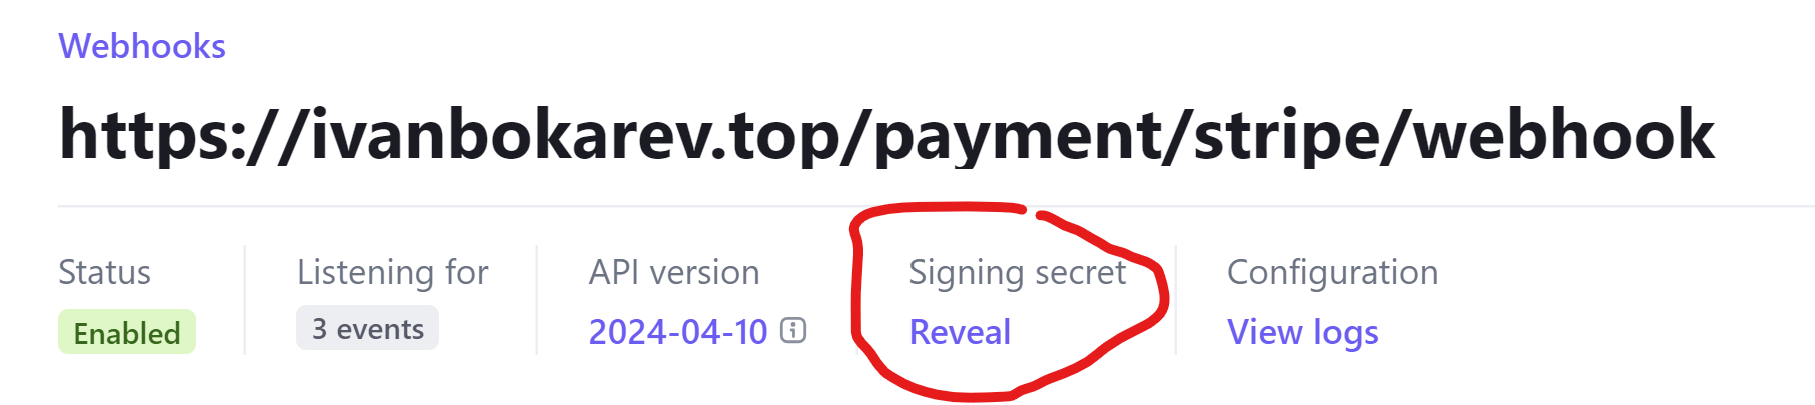 Webhooks
https://ivanbokarev.top/payment/stripe/webhook
Status
Enabled
Listening for
3 events
API version
2024-04-10
Signing secret
Reveal
Configuration
View logs